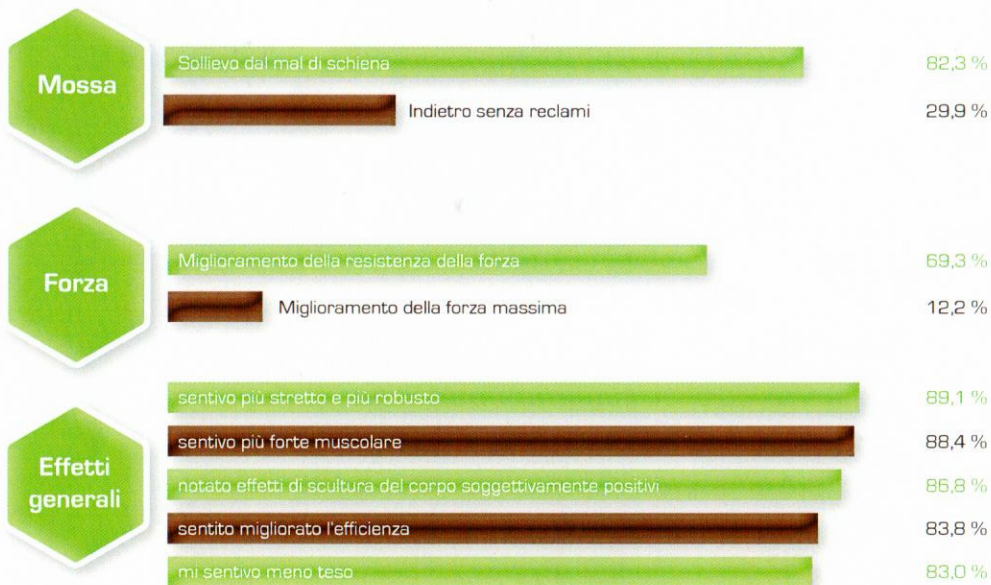 Mossa
Sollievo dal mal di schiena 82,3 %
Indietro senza reclami 29,9 %
Forza
Miglioramento della resistenza della forza 69,3 %
Miglioramento della forza massima 12,2 %
Effetti
generali
sentivo più stretto e più robusto 89,1 %
sentivo più forte muscolare 88,4 %
notato effetti di scultura del corpo soggettivamente positivi 86,8 %
sentito migliorato l'efficienza 83,8 %
mi sentivo meno teso 83,0 %